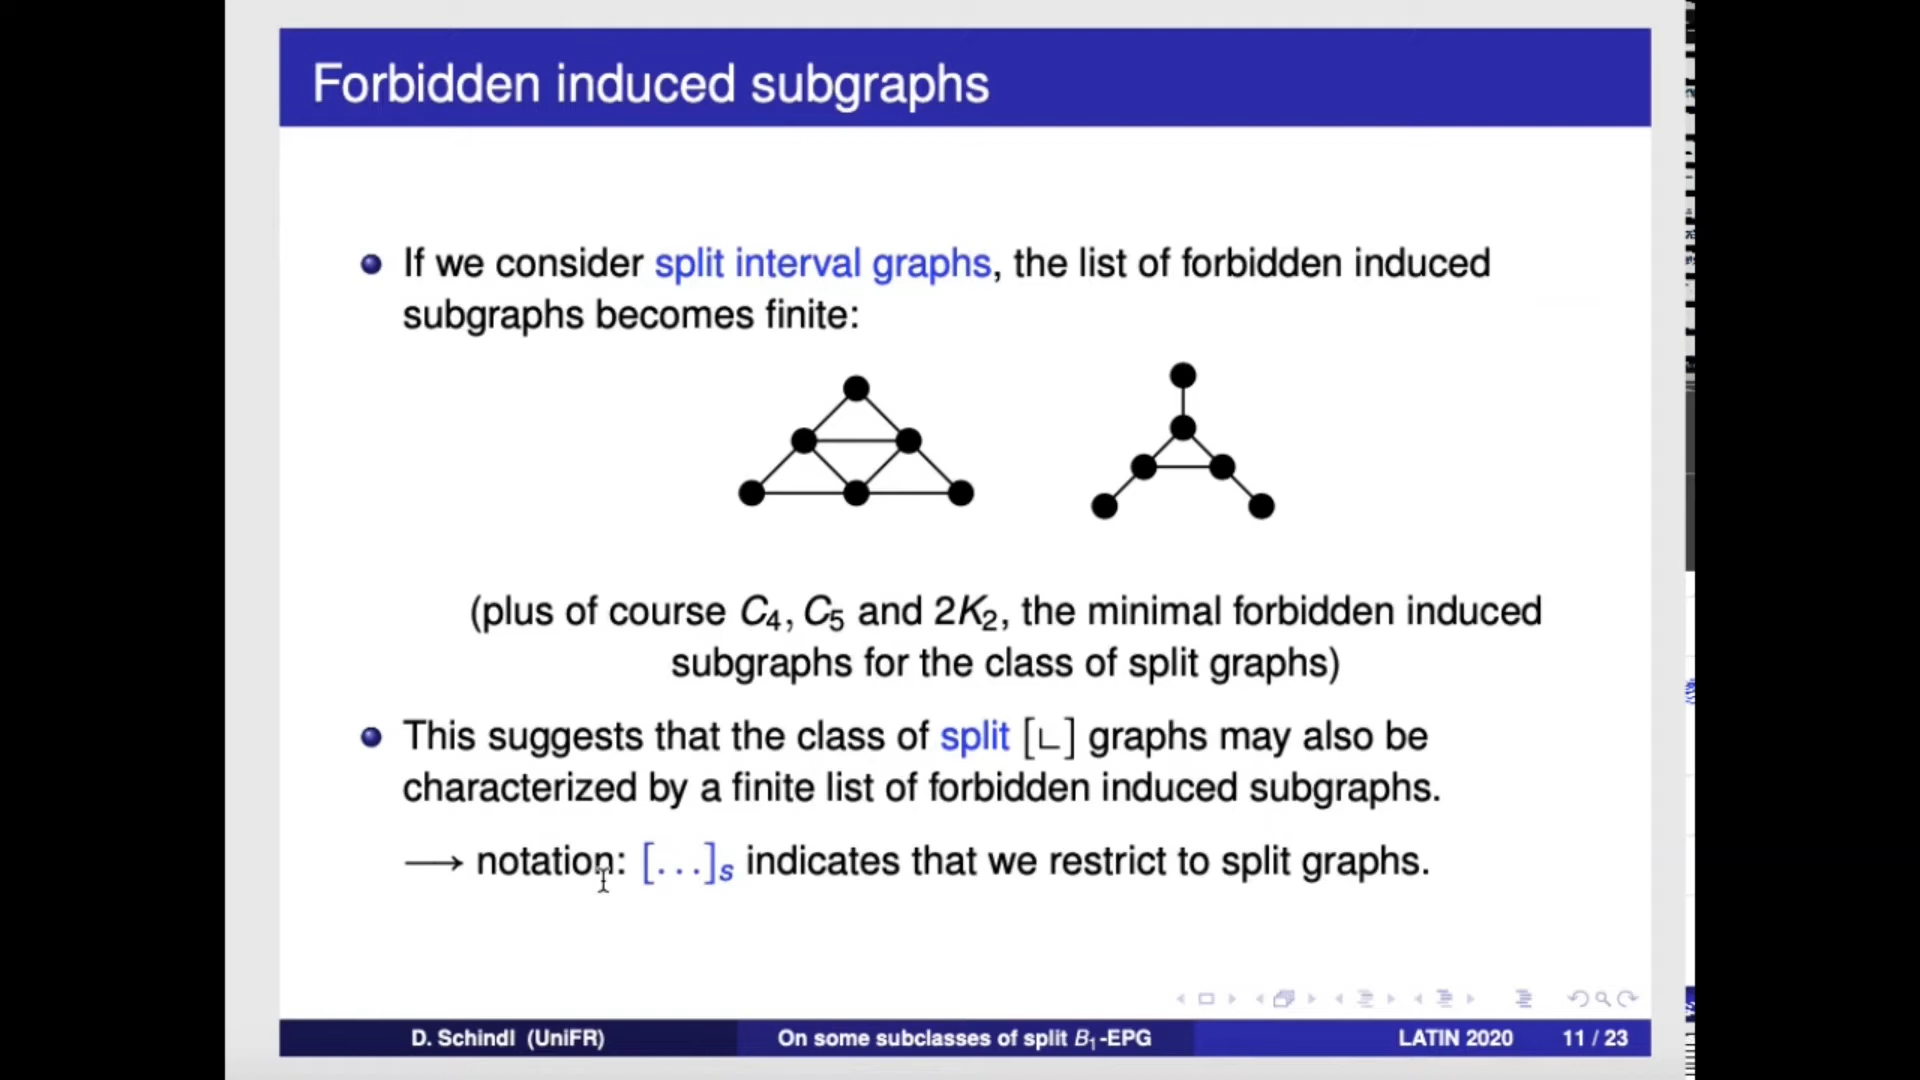 Forbidden induced subgraphs
If we consider split interval graphs, the list of forbidden induced
subgraphs becomes finite:
(plus of course C₄, C₅ and 2K₂, the minimal forbidden induced
subgraphs for the class of split graphs)
This suggests that the class of split [∟] graphs may also be
characterized by a finite list of forbidden induced subgraphs.
⟶ notation: [...]ₛ indicates that we restrict to split graphs.
D. Schindl (UniFR) On some subclasses of split B₁-EPG LATIN 2020 11 / 23